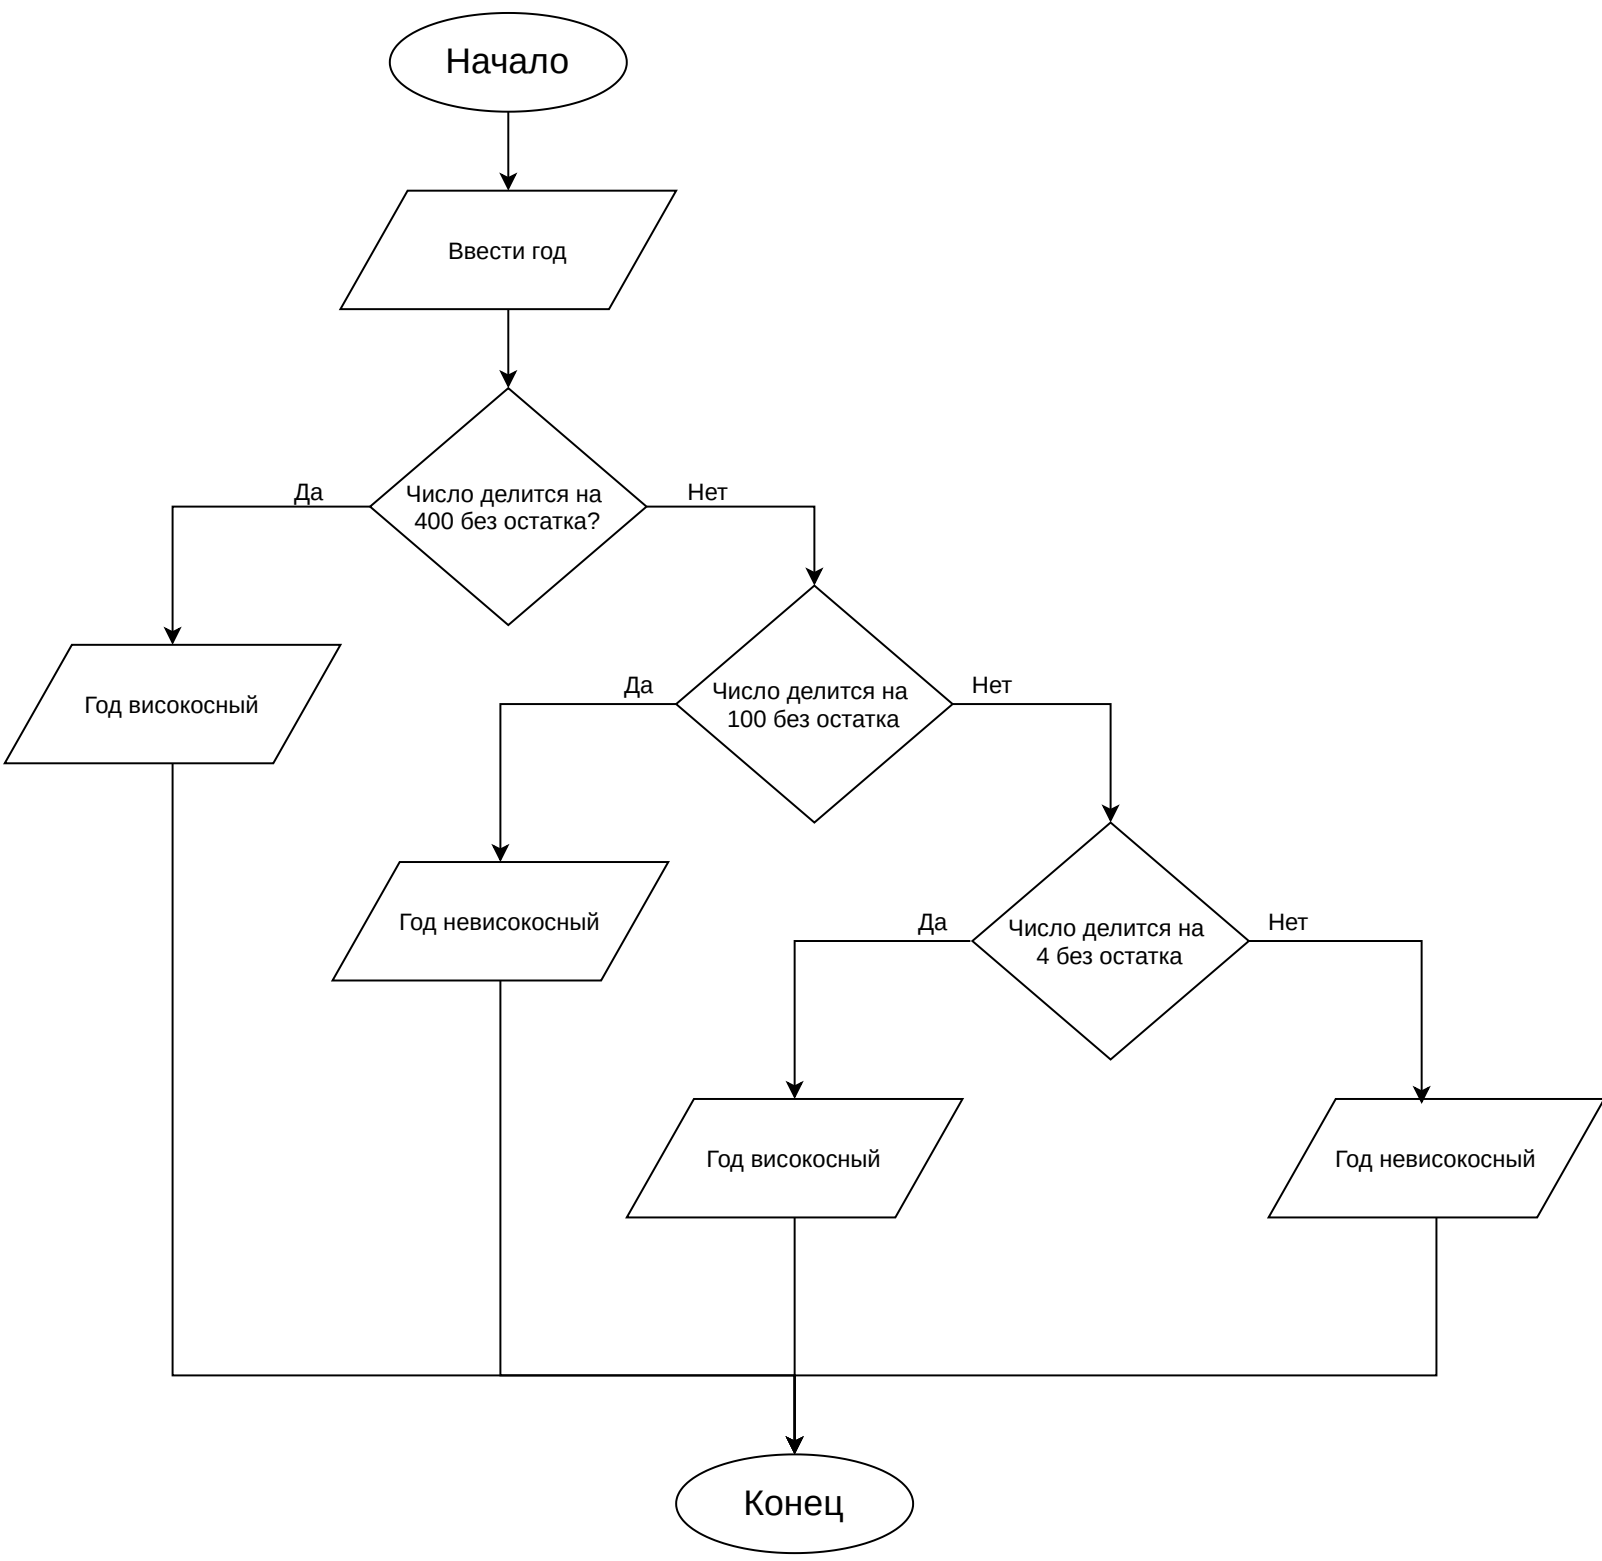 Начало
Ввести год
Да
Нет
Число делится на
400 без остатка?
Да
Нет
Число делится на
100 без остатка
Год високосный
Да
Нет
Год невисокосный
Число делится на
4 без остатка
Год високосный
Год невисокосный
Конец